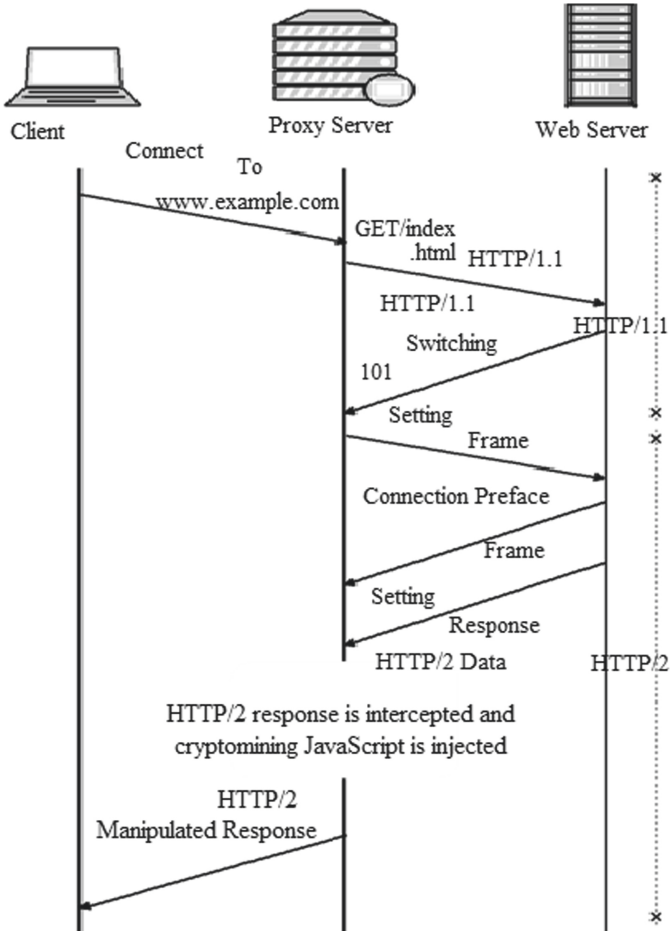 Client
Proxy Server
Web Server
Connect
To
www.example.com
GET/index
.html
HTTP/1.1
HTTP/1.1
HTTP/1.1
Switching
101
Setting
Frame
Connection Preface
Frame
Setting
Response
HTTP/2 Data
HTTP/2
HTTP/2 response is intercepted and
cryptomining JavaScript is injected
HTTP/2
Manipulated Response